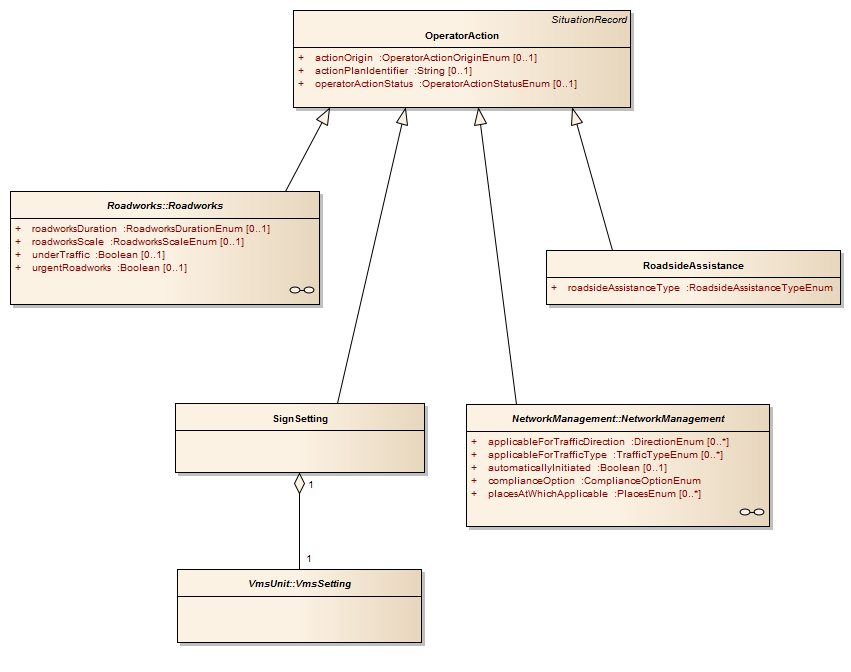 SituationRecord
OperatorAction
+ actionOrigin :OperatorActionOriginEnum [0..1]
+ actionPlanIdentifier :String [0..1]
+ operatorActionStatus :OperatorActionStatusEnum [0..1]
Roadworks::Roadworks
+ roadworksDuration :RoadworksDurationEnum [0..1]
+ roadworksScale :RoadworksScaleEnum [0..1]
+ underTraffic :Boolean [0..1]
+ urgentRoadworks :Boolean [0..1]
RoadsideAssistance
+ roadsideAssistanceType :RoadsideAssistanceTypeEnum
SignSetting
NetworkManagement::NetworkManagement
+ applicableForTrafficDirection :DirectionEnum [0..*]
+ applicableForTrafficType :TrafficTypeEnum [0..*]
+ automaticallyInitiated :Boolean [0..1]
+ complianceOption :ComplianceOptionEnum
+ placesAtWhichApplicable :PlacesEnum [0..*]
1
1
VmsUnit::VmsSetting